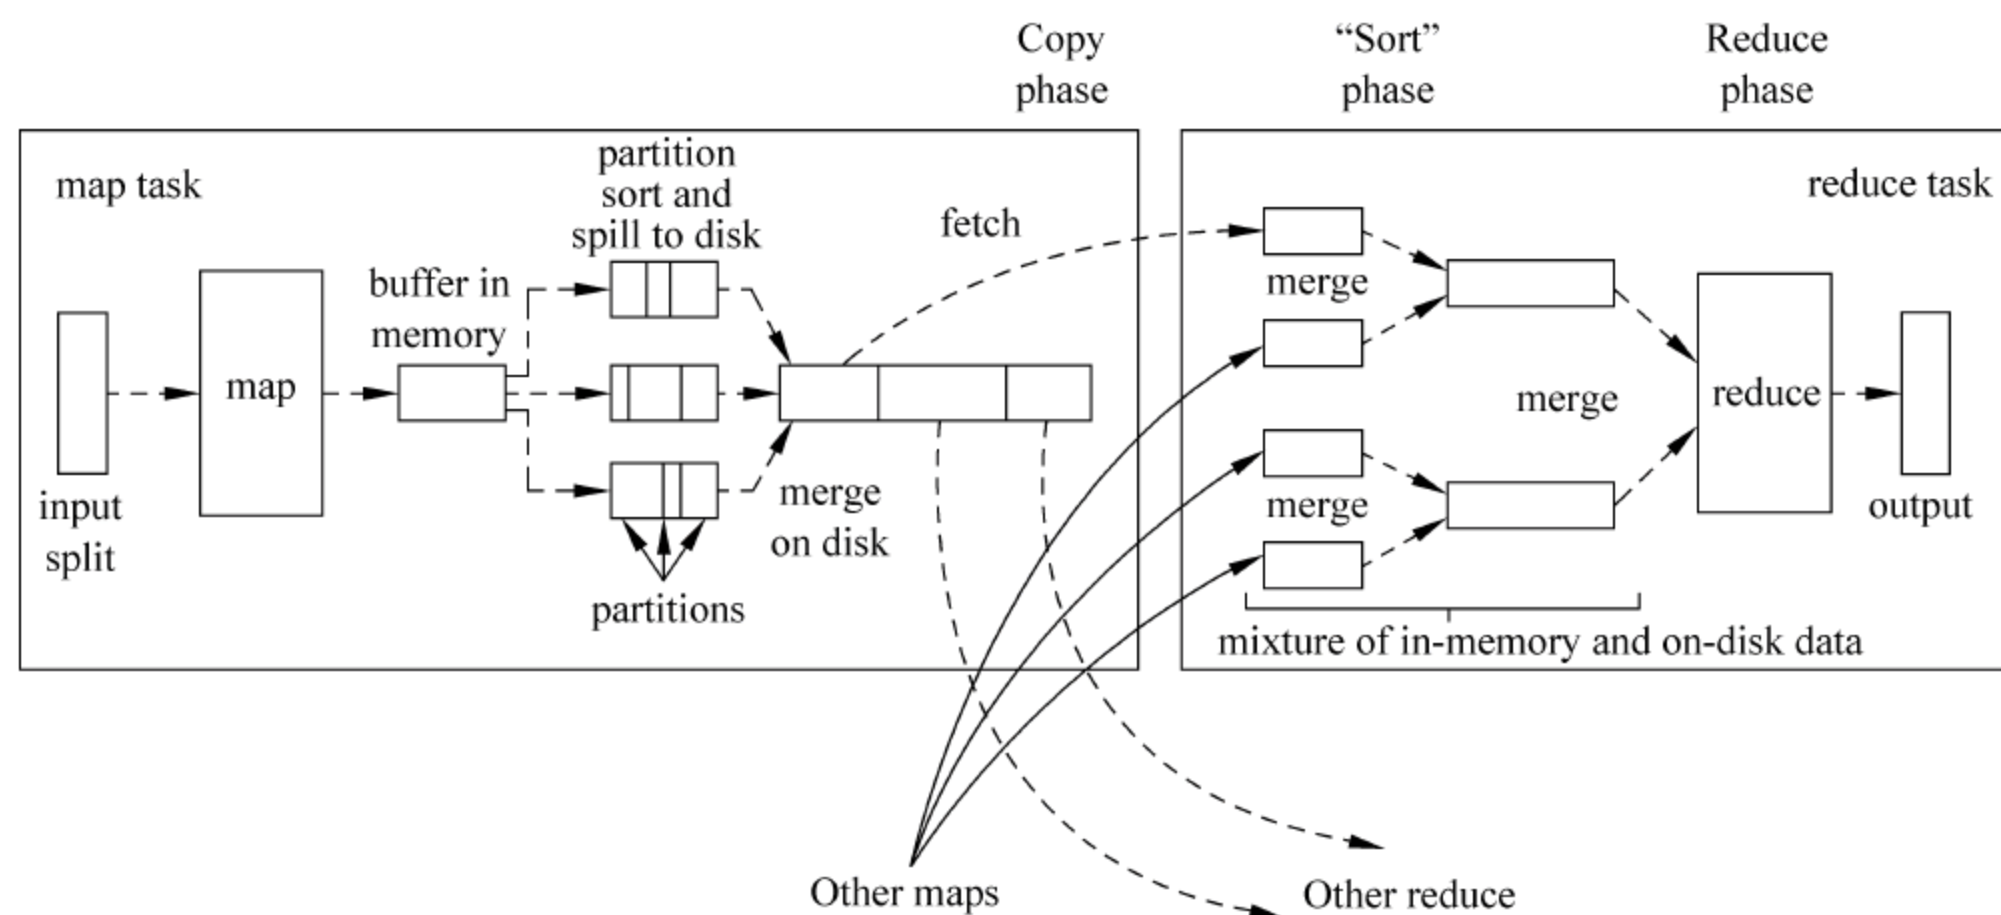 Copy
phase
“Sort”
phase
Reduce
phase
map task
partition
sort and
spill to disk
fetch
reduce task
buffer in
memory
merge
map
merge
reduce
input
split
merge
on disk
merge
output
partitions
mixture of in-memory and on-disk data
Other maps
Other reduce